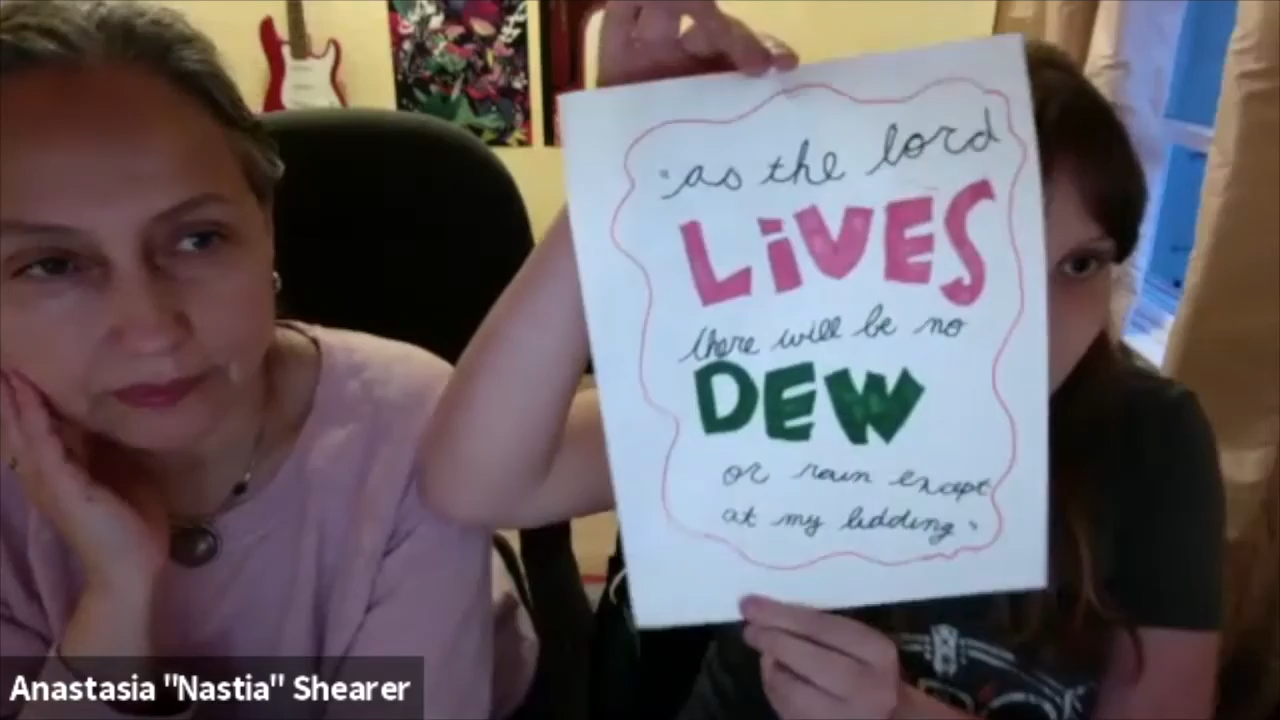 "as the lord
LiVES
there will be no
DEW
or rain except
at my bidding"
Anastasia "Nastia" Shearer